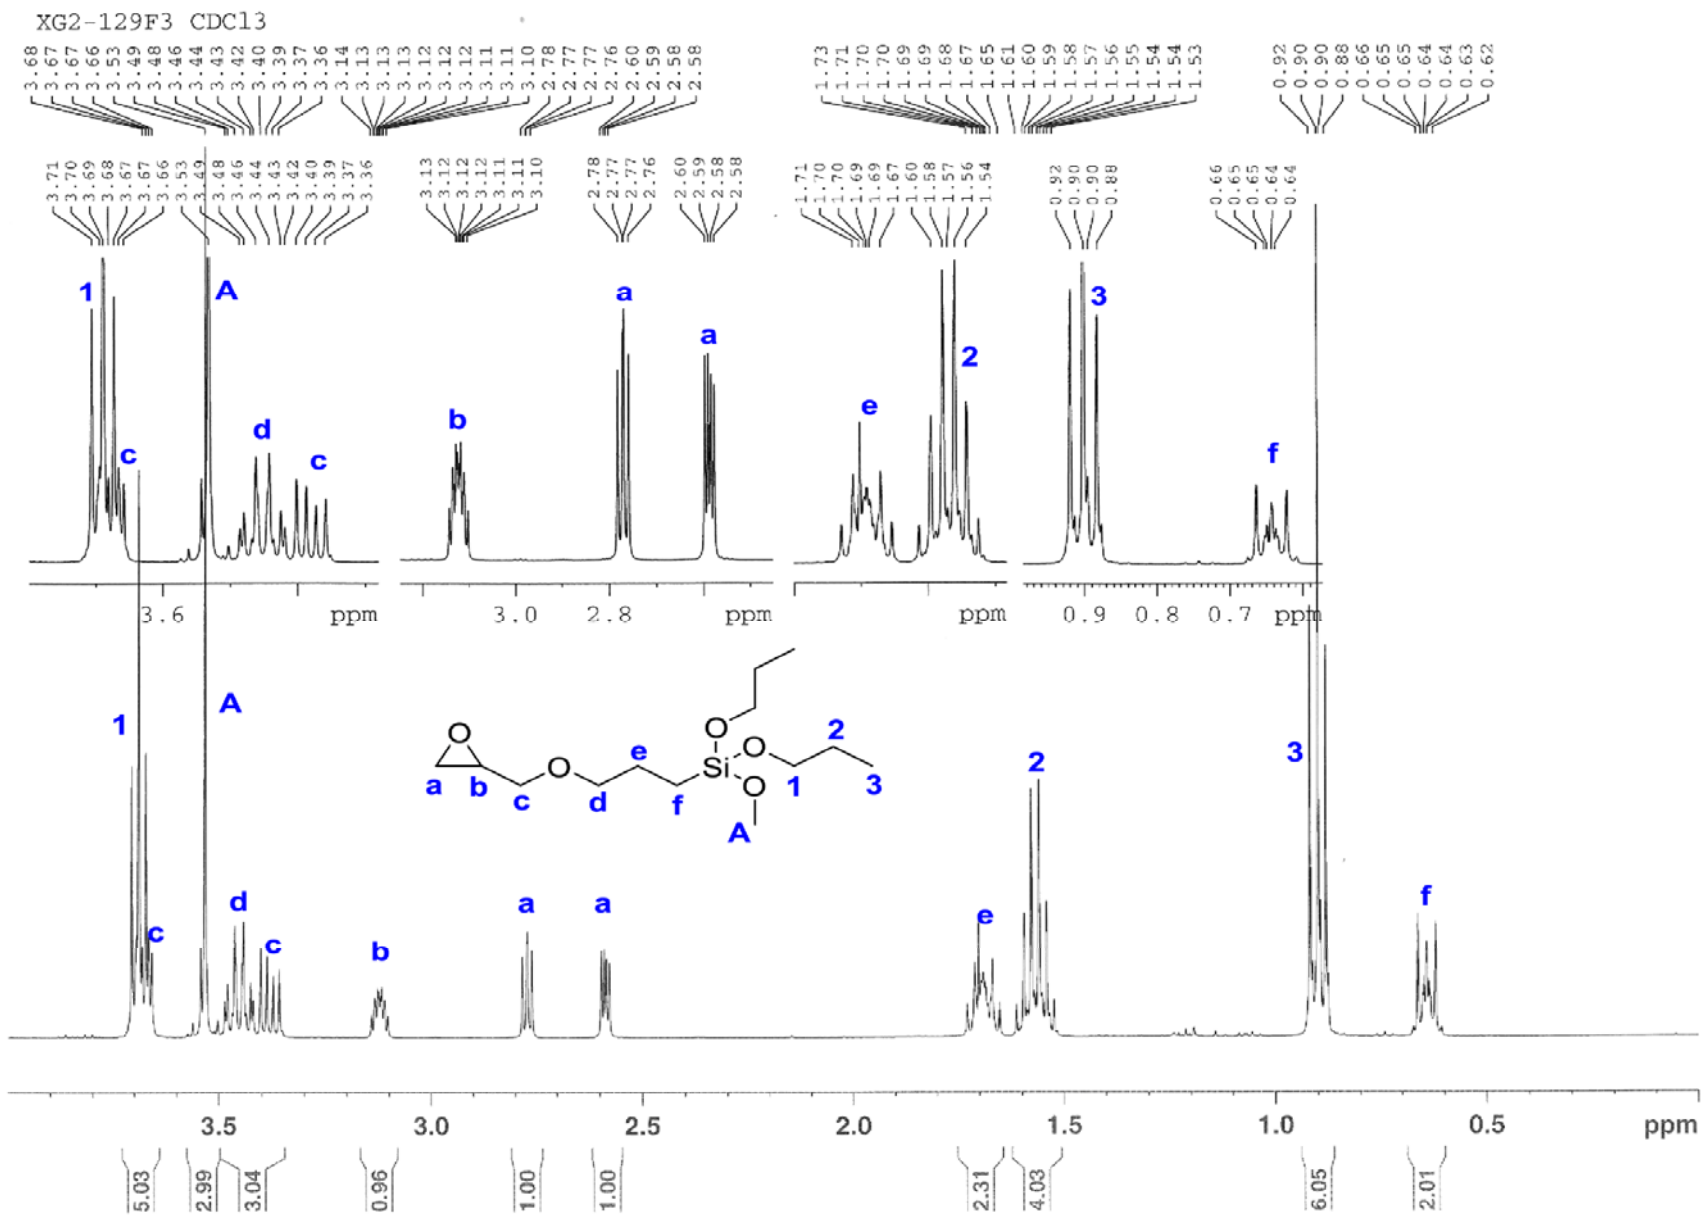 XG2-129F3 CDCl3
3.68 3.67 3.67 3.66 3.53 3.49 3.48 3.46 3.44 3.43 3.42 3.40 3.39 3.37 3.36 3.14 3.13 3.13 3.13 3.12 3.12 3.12 3.11 3.11 3.10 2.78 2.77 2.77 2.76 2.60 2.59 2.58 2.58 1.73 1.71 1.70 1.70 1.69 1.69 1.68 1.67 1.65 1.61 1.60 1.59 1.58 1.57 1.56 1.55 1.54 1.54 1.53 0.92 0.90 0.90 0.88 0.66 0.65 0.65 0.64 0.64 0.63 0.62
3.71 3.70 3.69 3.68 3.67 3.67 3.66 3.53 3.49 3.48 3.46 3.44 3.43 3.42 3.40 3.39 3.37 3.36 3.13 3.12 3.12 3.12 3.11 3.11 3.10 2.78 2.77 2.77 2.76 2.60 2.59 2.58 2.58 1.71 1.70 1.70 1.69 1.69 1.67 1.60 1.58 1.57 1.56 1.54 0.92 0.90 0.90 0.88 0.66 0.65 0.65 0.64 0.64
1 A a 3
a
2
b e
d c c f
3.6 ppm 3.0 2.8 ppm ppm 0.9 0.8 0.7 ppm
A
1 O O 2 3 2
O e Si O
a b c d f O 1 3
A
d a a f
c c b e
3.5 3.0 2.5 2.0 1.5 1.0 0.5 ppm
5.03 2.99 3.04 0.96 1.00 1.00 2.31 4.03 6.05 2.01